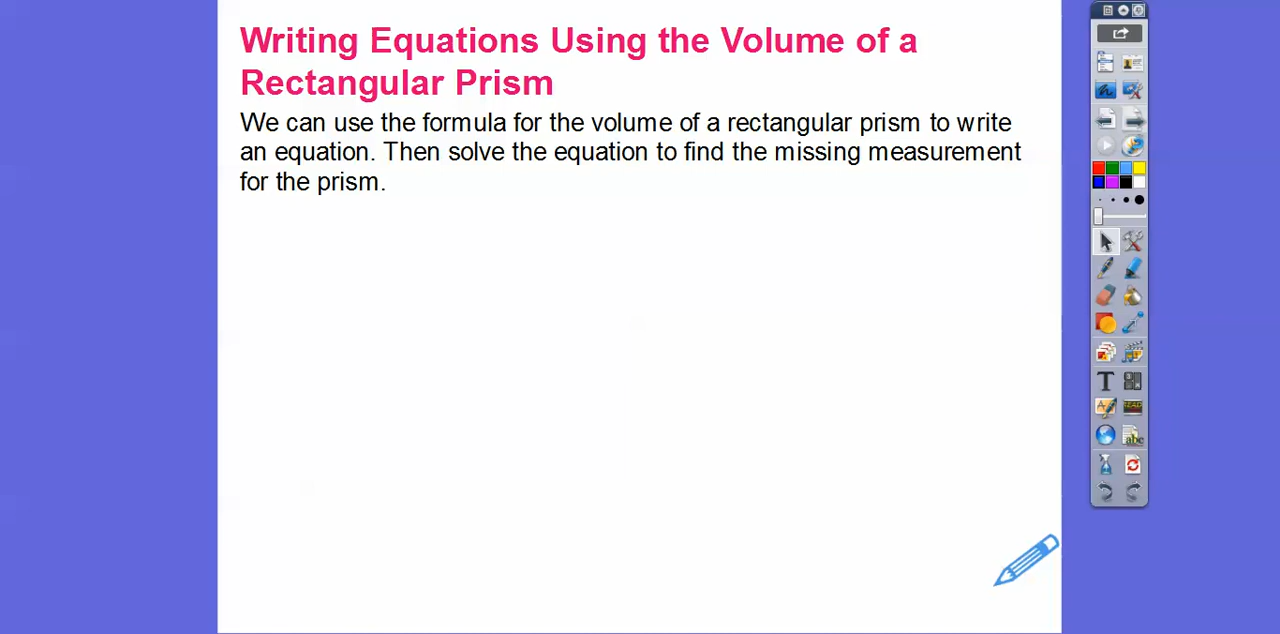 Writing Equations Using the Volume of a
Rectangular Prism
We can use the formula for the volume of a rectangular prism to write
an equation. Then solve the equation to find the missing measurement
for the prism.